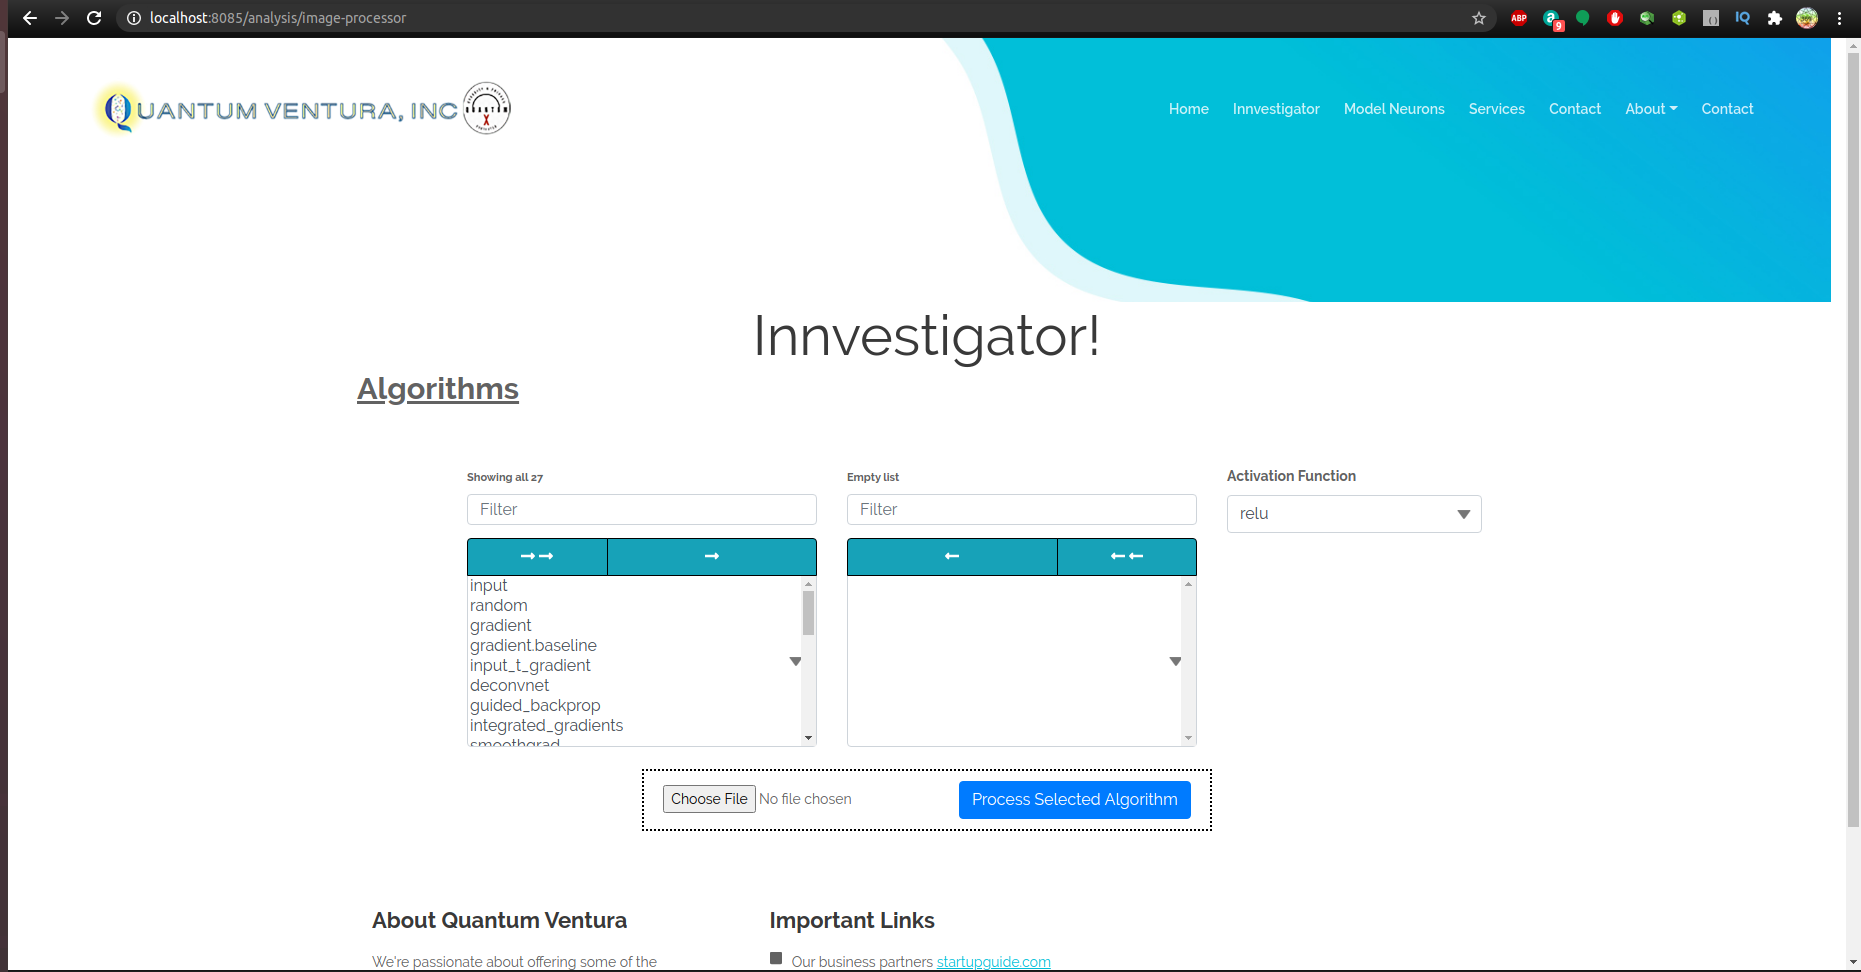 localhost:8085/analysis/image-processor
ABP
9
IQ
QUANTUM VENTURA, INC
QUANTUM
Home Innvestigator Model Neurons Services Contact About Contact
Innvestigator!
Algorithms
Showing all 27
Empty list
Activation Function
Filter
Filter
relu
input
random
gradient
gradient.baseline
input_t_gradient
deconvnet
guided_backprop
integrated_gradients
smoothgrad
Choose File No file chosen
Process Selected Algorithm
About Quantum Ventura
Important Links
We're passionate about offering some of the
Our business partners startupguide.com